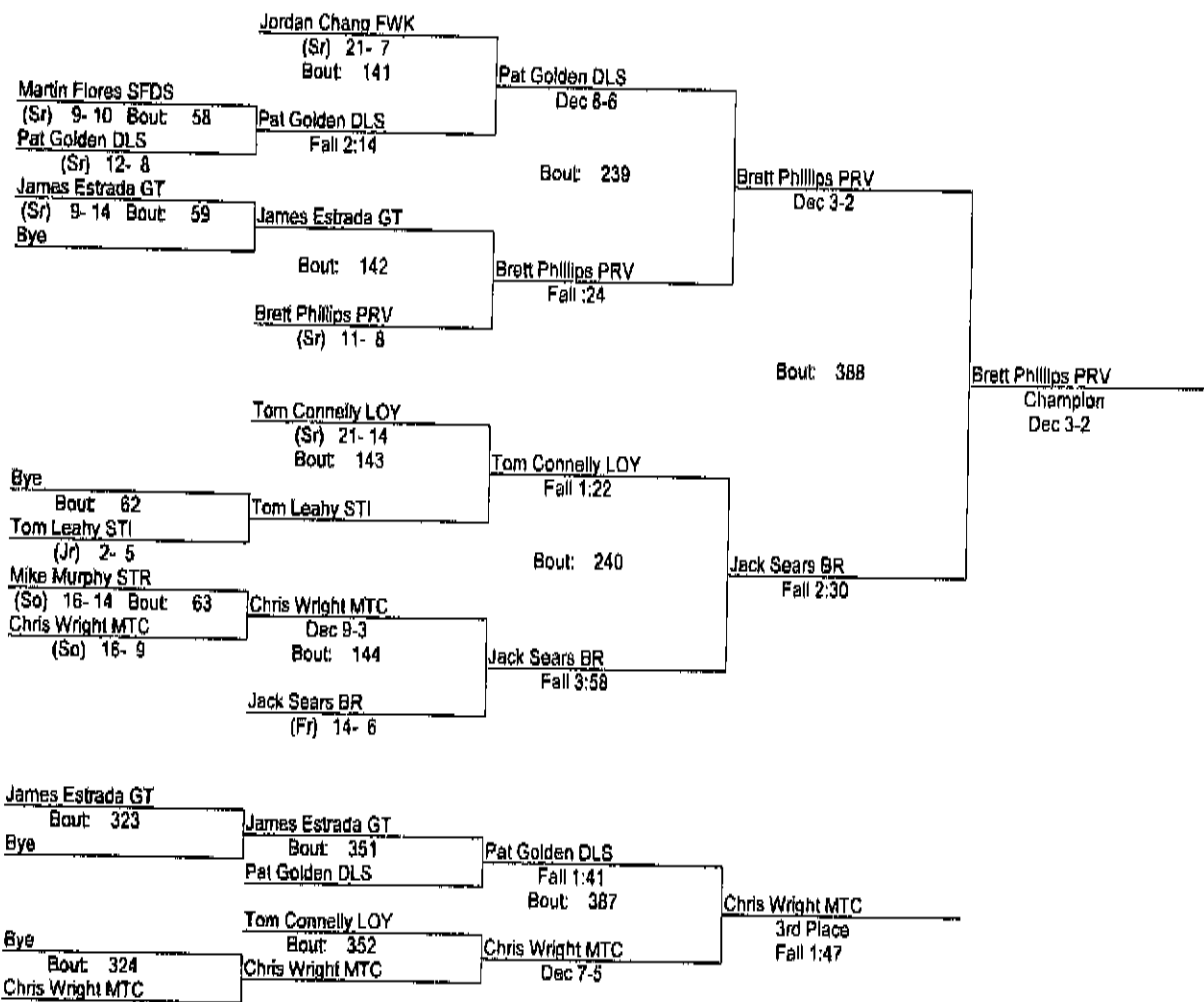 Jordan Chang FWK
(Sr) 21- 7
Bout: 141
Pat Golden DLS
Dec 8-6
Martin Flores SFDS
(Sr) 9- 10 Bout: 58
Pat Golden DLS
Fall 2:14
Pat Golden DLS
(Sr) 12- 8
Bout: 239
Brett Phillips PRV
Dec 3-2
James Estrada GT
(Sr) 9- 14 Bout: 59
James Estrada GT
Bye
Bout: 142
Brett Phillips PRV
Fall :24
Brett Phillips PRV
(Sr) 11- 8
Bout: 388
Brett Phillips PRV
Champion
Dec 3-2
Tom Connelly LOY
(Sr) 21- 14
Bout: 143
Tom Connelly LOY
Fall 1:22
Bye
Bout: 62
Tom Leahy STI
Tom Leahy STI
(Jr) 2- 5
Bout: 240
Jack Sears BR
Fall 2:30
Mike Murphy STR
(So) 16- 14 Bout: 63
Chris Wright MTC
Dec 9-3
Chris Wright MTC
(So) 16- 9
Bout: 144
Jack Sears BR
Fall 3:58
Jack Sears BR
(Fr) 14- 6
James Estrada GT
Bout: 323
James Estrada GT
Bye
Bout: 351
Pat Golden DLS
Pat Golden DLS
Fall 1:41
Bout: 387
Chris Wright MTC
3rd Place
Fall 1:47
Tom Connelly LOY
Bye
Bout: 352
Chris Wright MTC
Dec 7-5
Bout: 324
Chris Wright MTC
Chris Wright MTC